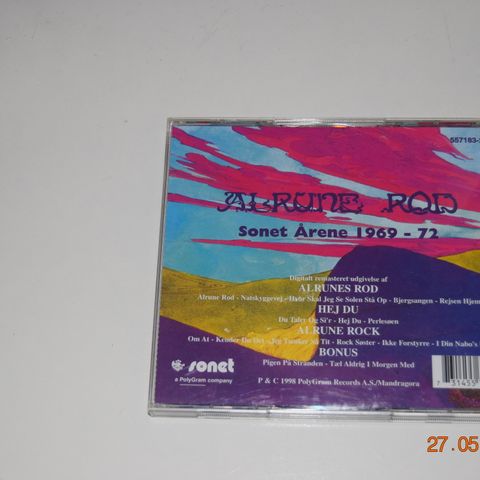 557183-
ALRUNE ROD
Sonet Årene 1969 - 72
Digitalt remasteret udgivelse af
ALRUNES ROD
Alrune Rod - Natskyggevej - Hvor Skal Jeg Se Solen Stå Op - Bjergsangen - Rejsen Hjem
HEJ DU
Du Taler Og Si'r - Hej Du - Perlesøen
ALRUNE ROCK
Om At - Kender Du Det - Jeg Tænker Så Tit - Rock Søster - Ikke Forstyrre - I Din Nabo's
BONUS
Pigen På Stranden - Tæl Aldrig I Morgen Med
sonet
a PolyGram company
P & C 1998 PolyGram Records A.S./Mandragora
7 31455
27.05